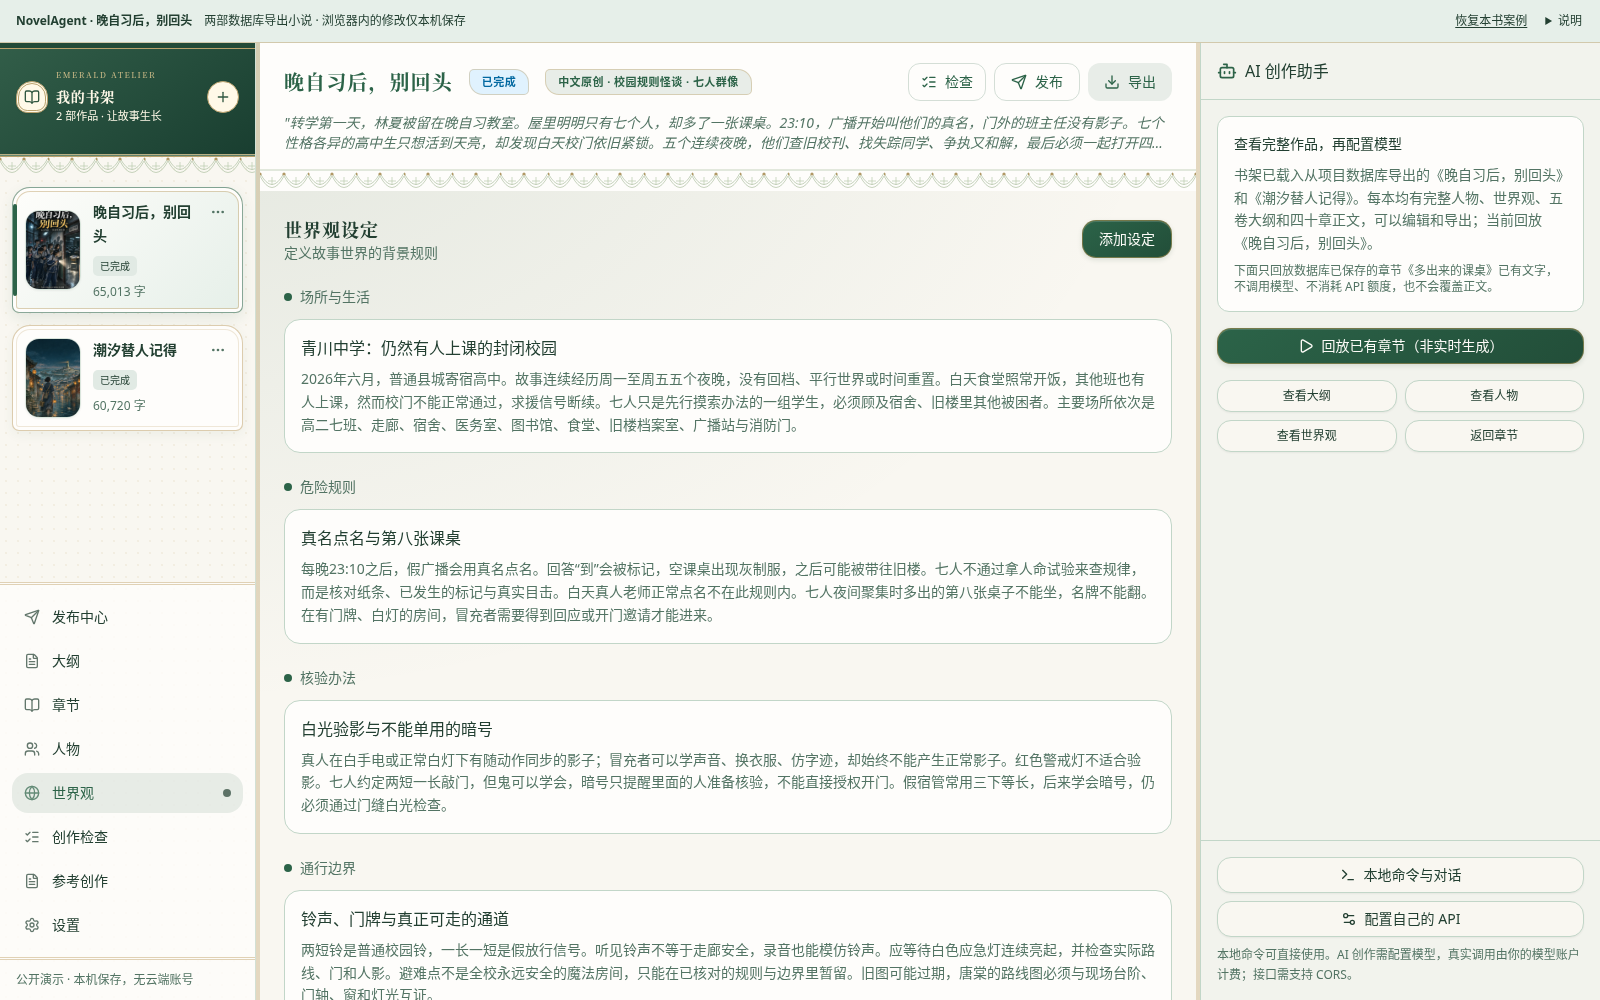 NovelAgent · 晚自习后，别回头 两部数据库导出小说 · 浏览器内的修改仅本机保存
恢复本书案例 ▶ 说明
EMERALD ATELIER
我的书架
2 部作品 · 让故事生长
晚自习后，别回头
已完成
65,013 字
潮汐替人记得
已完成
60,720 字
发布中心
大纲
章节
人物
世界观
创作检查
参考创作
设置
公开演示 · 本机保存，无云端账号
晚自习后，别回头 已完成 中文原创 · 校园规则怪谈 · 七人群像
检查 发布 导出
"转学第一天，林夏被留在晚自习教室。屋里明明只有七个人，却多了一张课桌。23:10，广播开始叫他们的真名，门外的班主任没有影子。七个
性格各异的高中生只想活到天亮，却发现白天校门依旧紧锁。五个连续夜晚，他们查旧校刊、找失踪同学、争执又和解，最后必须一起打开四...
世界观设定
定义故事世界的背景规则
添加设定
场所与生活
青川中学：仍然有人上课的封闭校园
2026年六月，普通县城寄宿高中。故事连续经历周一至周五五个夜晚，没有回档、平行世界或时间重置。白天食堂照常开饭，其他班也有
人上课，然而校门不能正常通过，求援信号断续。七人只是先行摸索办法的一组学生，必须顾及宿舍、旧楼里其他被困者。主要场所依次是
高二七班、走廊、宿舍、医务室、图书馆、食堂、旧楼档案室、广播站与消防门。
危险规则
真名点名与第八张课桌
每晚23:10之后，假广播会用真名点名。回答“到”会被标记，空课桌出现灰制服，之后可能被带往旧楼。七人不通过拿人命试验来查规律，
而是核对纸条、已发生的标记与真实目击。白天真人老师正常点名不在此规则内。七人夜间聚集时多出的第八张桌子不能坐，名牌不能翻。
在有门牌、白灯的房间，冒充者需要得到回应或开门邀请才能进来。
核验办法
白光验影与不能单用的暗号
真人在白手电或正常白灯下有随动作同步的影子；冒充者可以学声音、换衣服、仿字迹，却始终不能产生正常影子。红色警戒灯不适合验
影。七人约定两短一长敲门，但鬼可以学会，暗号只提醒里面的人准备核验，不能直接授权开门。假宿管常用三下等长，后来学会暗号，仍
必须通过门缝白光检查。
通行边界
铃声、门牌与真正可走的通道
两短铃是普通校园铃，一长一短是假放行信号。听见铃声不等于走廊安全，录音也能模仿铃声。应等待白色应急灯连续亮起，并检查实际路
线、门和人影。避难点不是全校永远安全的魔法房间，只能在已核对的规则与边界里暂留。旧图可能过期，唐棠的路线图必须与现场台阶、
门轴、窗和灯光互证。
AI 创作助手
查看完整作品，再配置模型
书架已载入从项目数据库导出的《晚自习后，别回头》
和《潮汐替人记得》。每本均有完整人物、世界观、五
卷大纲和四十章正文，可以编辑和导出；当前回放
《晚自习后，别回头》。
下面只回放数据库已保存的章节《多出来的课桌》已有文字，
不调用模型、不消耗 API 额度，也不会覆盖正文。
回放已有章节（非实时生成）
查看大纲 查看人物
查看世界观 返回章节
本地命令与对话
配置自己的 API
本地命令可直接使用。AI 创作需配置模型，真实调用由你的模型账户
计费；接口需支持 CORS。